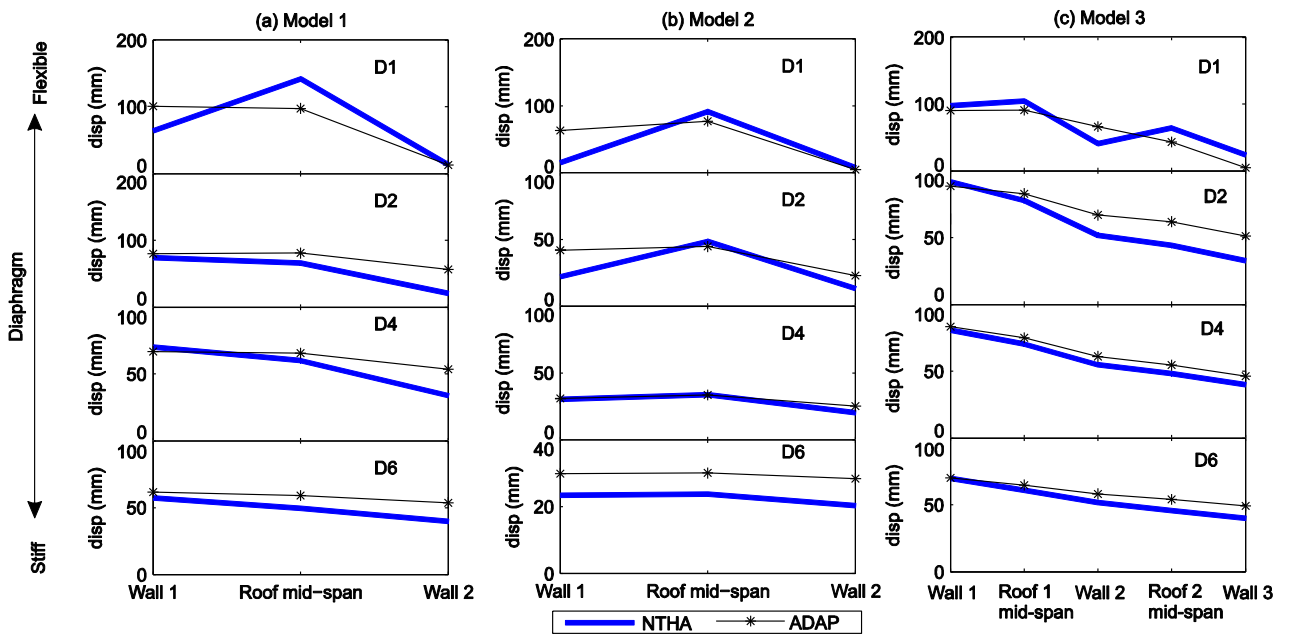 (a) Model 1
(b) Model 2
(c) Model 3
Flexible
Diaphragm
Stiff
disp (mm)
200
100
0
D1
disp (mm)
200
100
0
D2
disp (mm)
100
50
0
D4
disp (mm)
100
50
0
D6
Wall 1
Roof mid-span
Wall 2
disp (mm)
200
100
0
D1
disp (mm)
100
50
0
D2
disp (mm)
100
50
0
D4
disp (mm)
40
20
0
D6
Wall 1
Roof mid-span
Wall 2
disp (mm)
200
100
0
D1
disp (mm)
100
50
0
D2
disp (mm)
100
50
0
D4
disp (mm)
100
50
0
D6
Wall 1
Roof 1
mid-span
Wall 2
Roof 2
mid-span
Wall 3
NTHA
ADAP